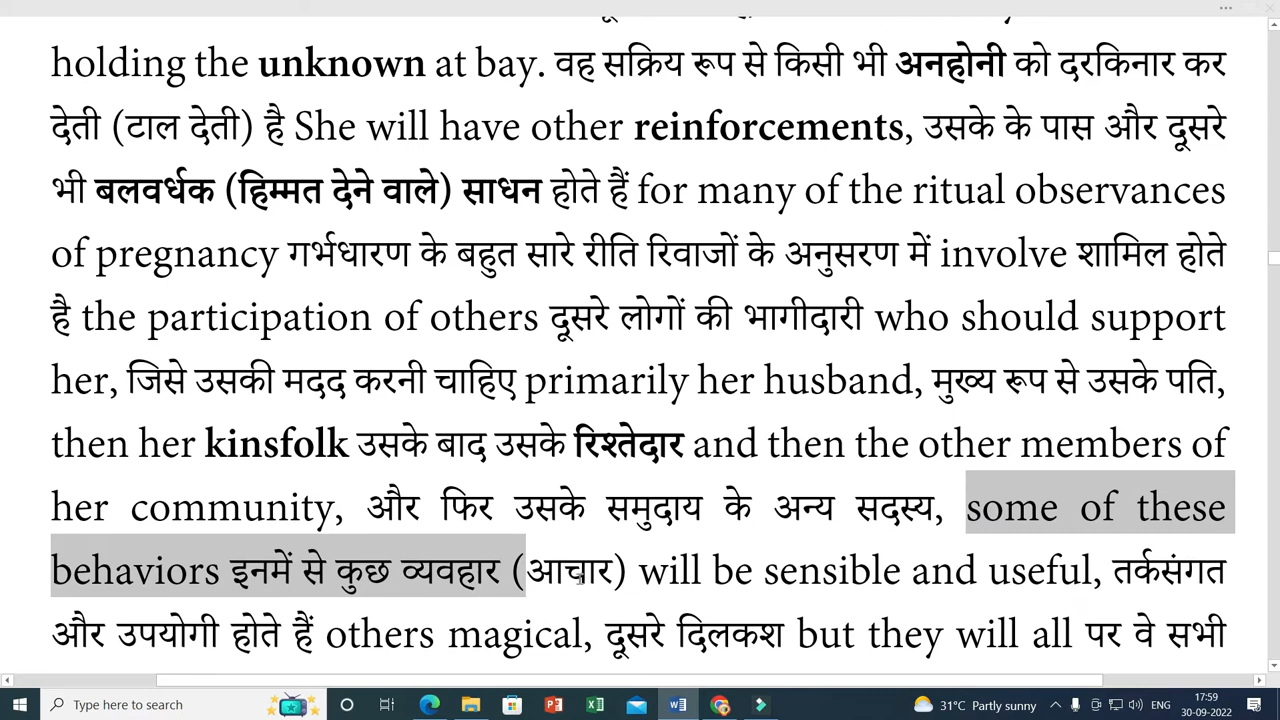 holding the unknown at bay. वह सक्रिय रूप से किसी भी अनहोनी को दरकिनार कर
देती (टाल देती) है She will have other reinforcements, उसके के पास और दूसरे
भी बलवर्धक (हिम्मत देने वाले) साधन होते हैं for many of the ritual observances
of pregnancy गर्भधारण के बहुत सारे रीति रिवाजों के अनुसरण में involve शामिल होते
है the participation of others दूसरे लोगों की भागीदारी who should support
her, जिसे उसकी मदद करनी चाहिए primarily her husband, मुख्य रूप से उसके पति,
then her kinsfolk उसके बाद उसके रिश्तेदार and then the other members of
her community, और फिर उसके समुदाय के अन्य सदस्य, some of these
behaviors इनमें से कुछ व्यवहार (आचार) will be sensible and useful, तर्कसंगत
और उपयोगी होते हैं others magical, दूसरे दिलकश but they will all पर वे सभी
Type here to search
31°C Partly sunny
ENG
17:59
30-09-2022